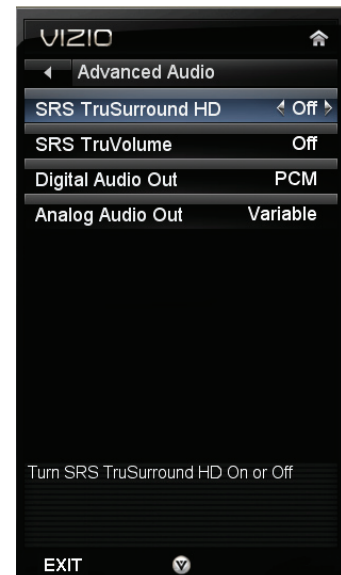 VIZIO
Advanced Audio
SRS TruSurround HD Off
SRS TruVolume Off
Digital Audio Out PCM
Analog Audio Out Variable
Turn SRS TruSurround HD On or Off
EXIT V